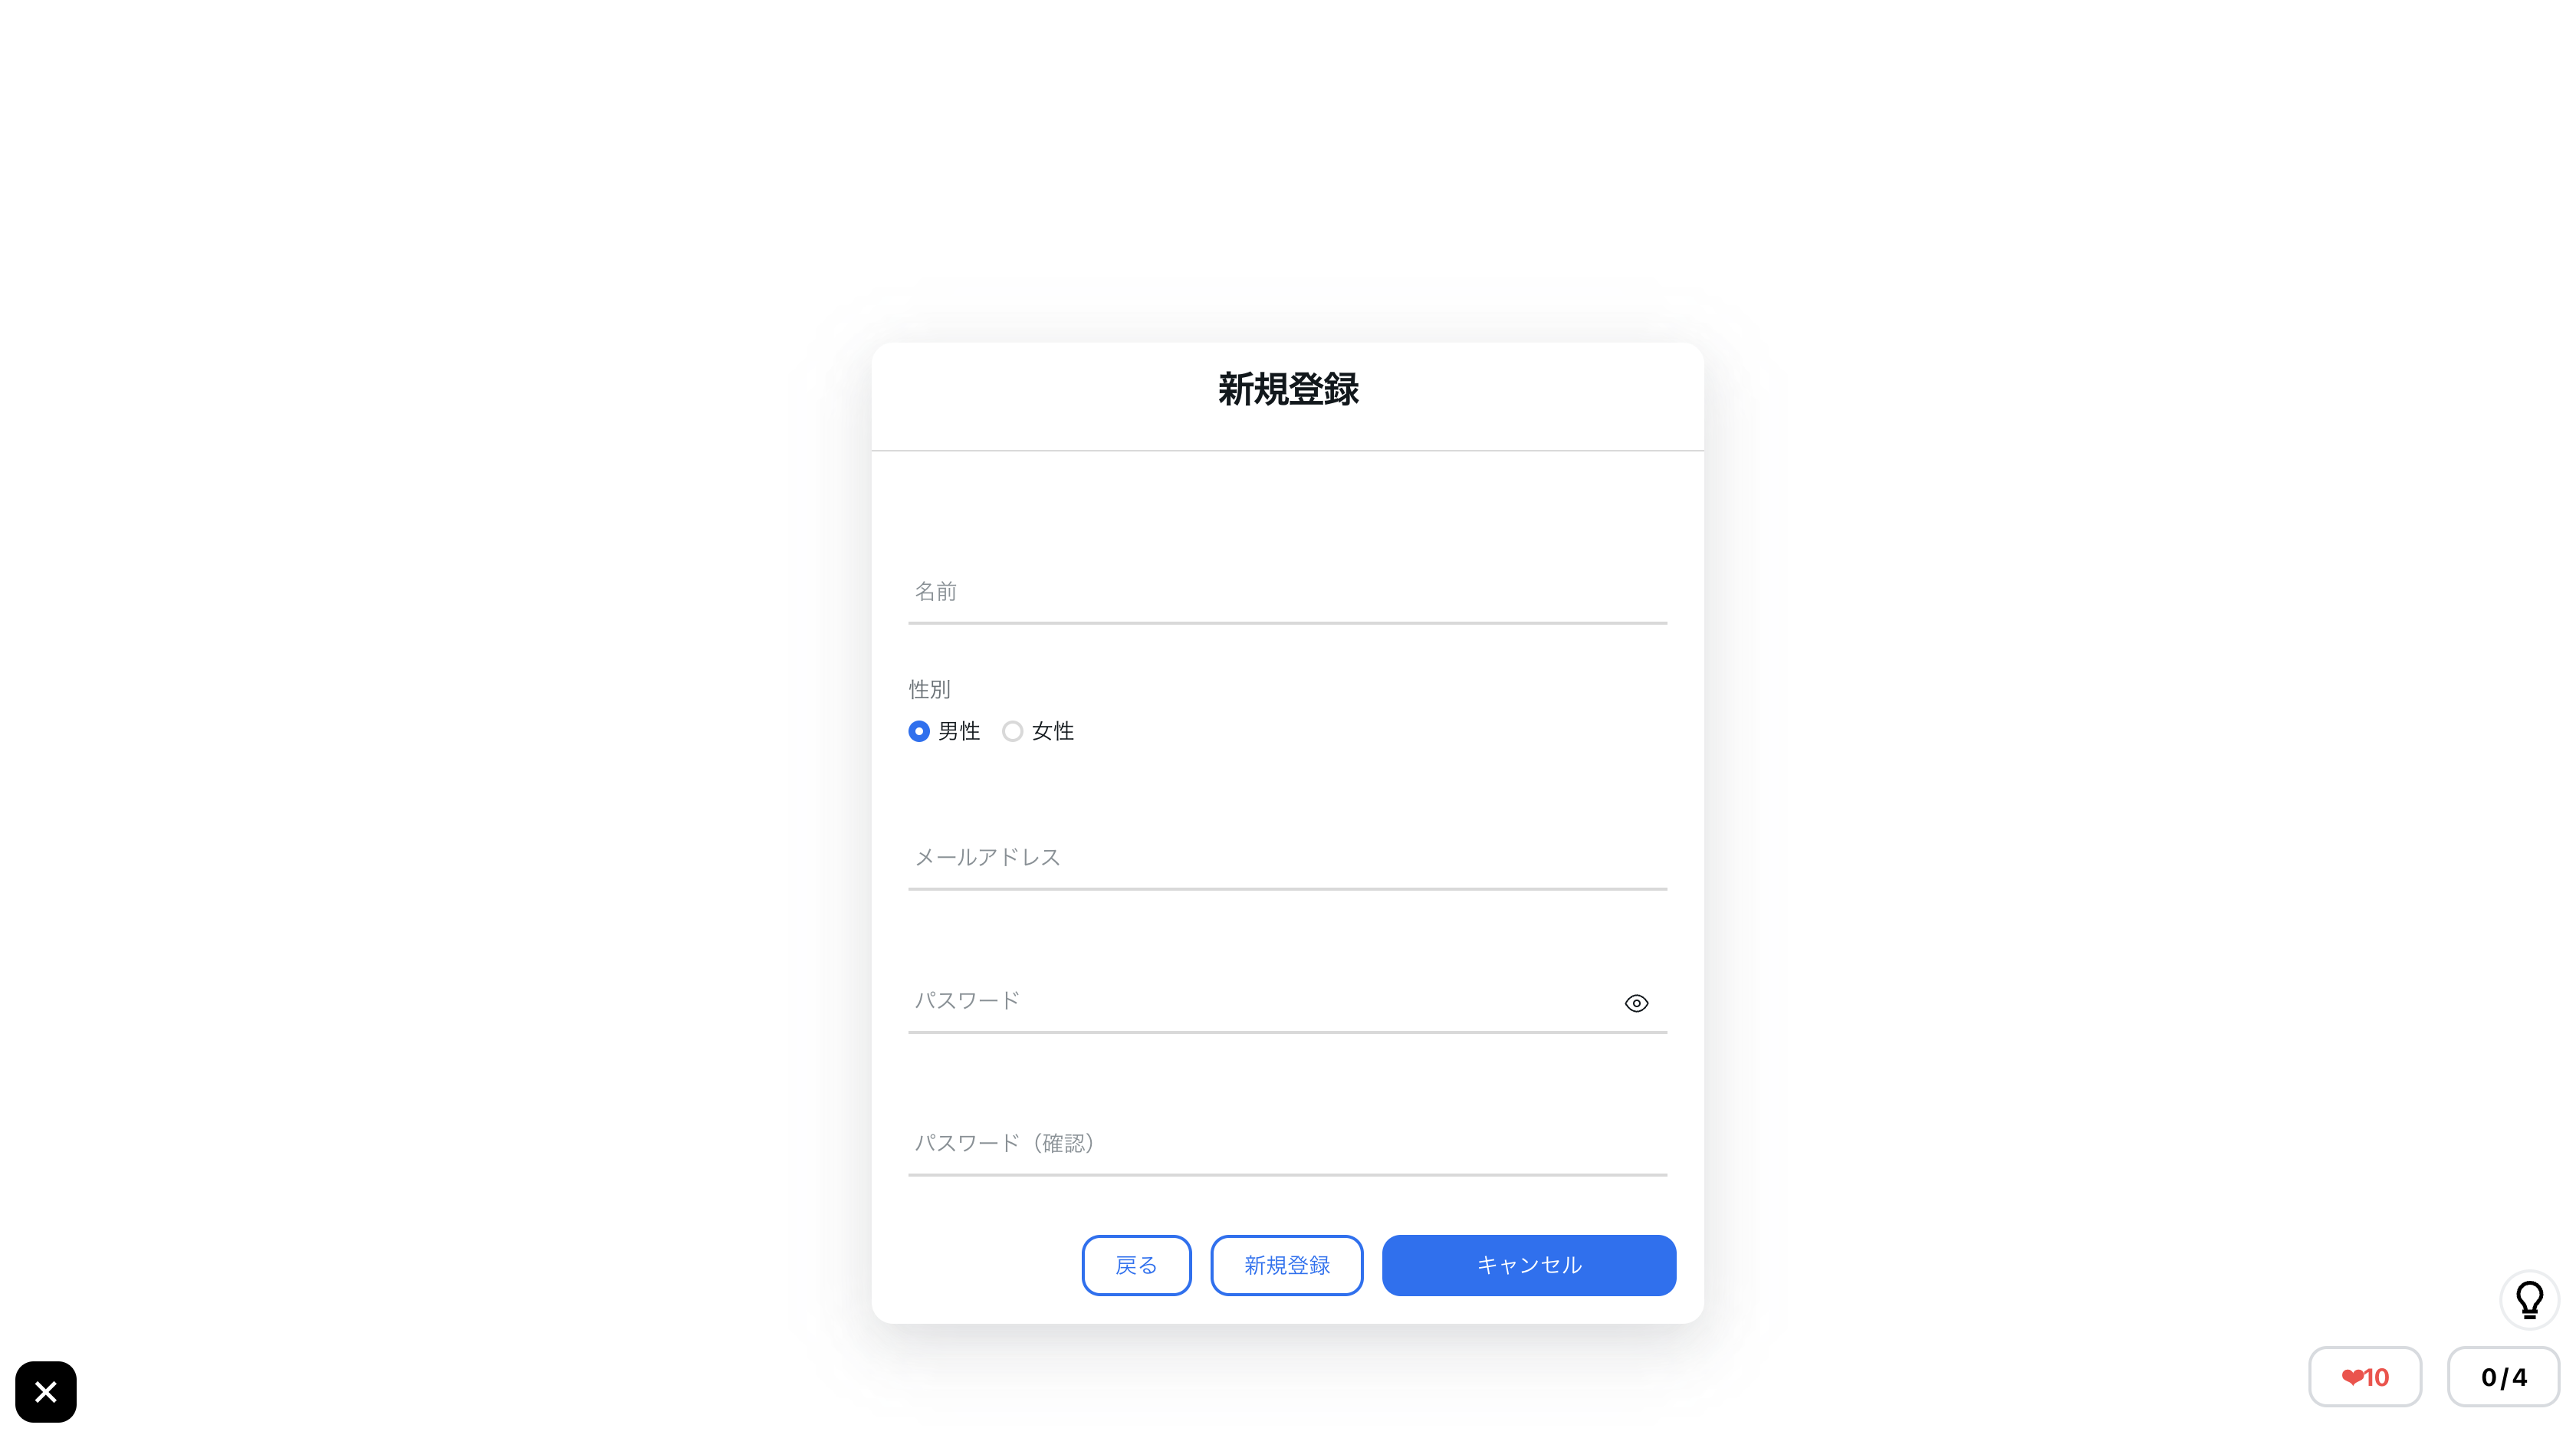 新規登録
名前
性別
男性 女性
メールアドレス
パスワード
パスワード（確認）
戻る 新規登録 キャンセル
❤10 0/4